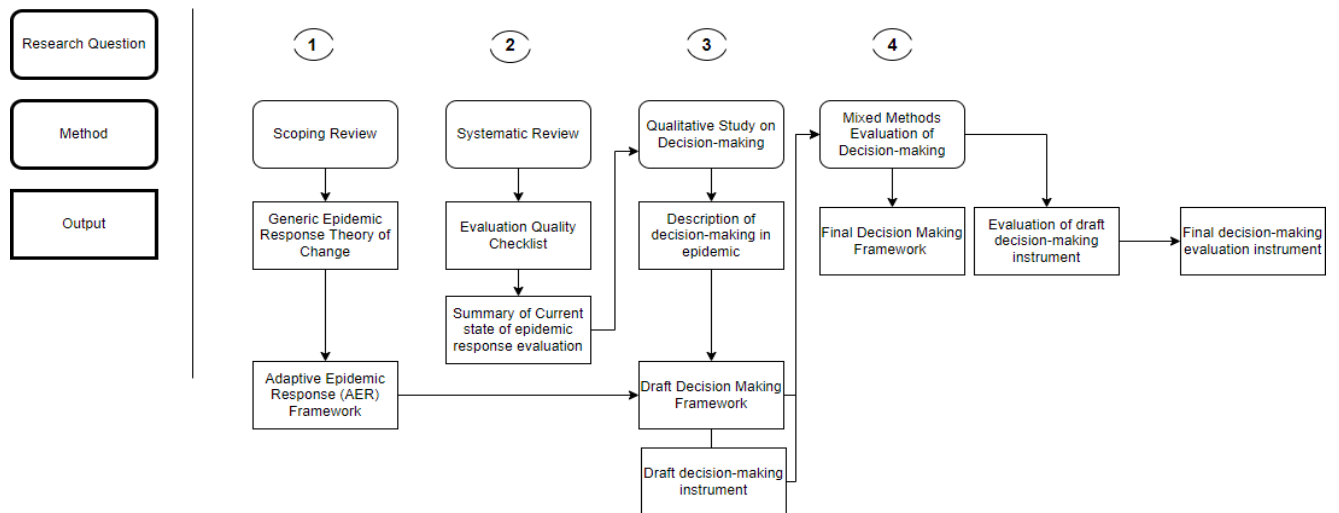 Research Question
Method
Output
1
2
3
4
Scoping Review
Generic Epidemic
Response Theory of
Change
Adaptive Epidemic
Response (AER)
Framework
Systematic Review
Evaluation Quality
Checklist
Summary of Current
state of epidemic
response evaluation
Qualitative Study on
Decision-making
Description of
decision-making in
epidemic
Draft Decision Making
Framework
Draft decision-making
instrument
Mixed Methods
Evaluation of
Decision-making
Final Decision Making
Framework
Evaluation of draft
decision-making
instrument
Final decision-making
evaluation instrument